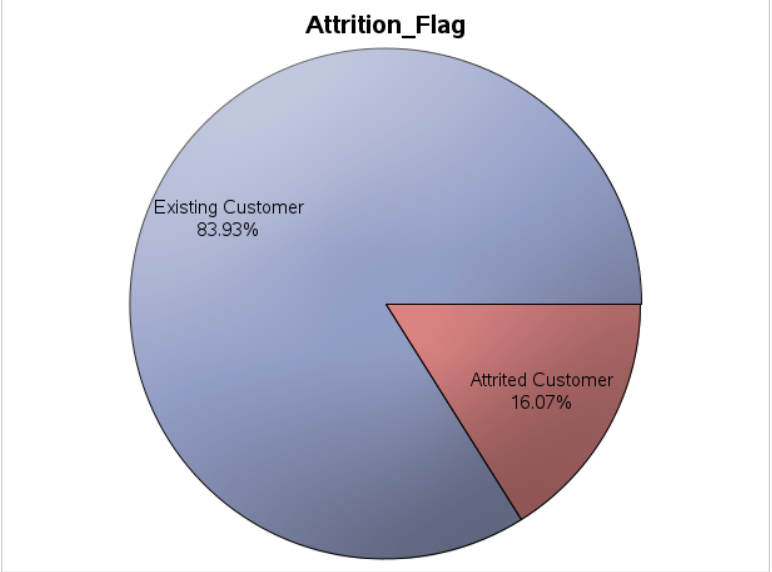 Attrition_Flag
Existing Customer
83.93%
Attrited Customer
16.07%